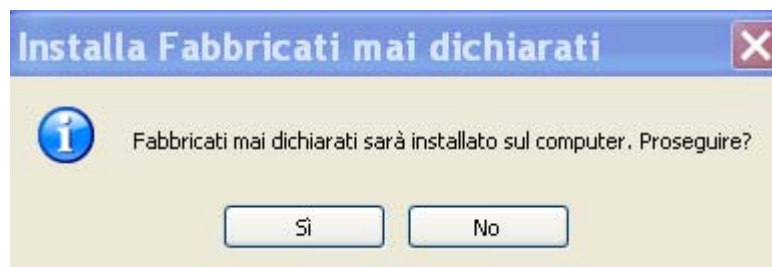 Installa Fabbricati mai dichiarati
Fabbricati mai dichiarati sarà installato sul computer. Proseguire?
Sì
No